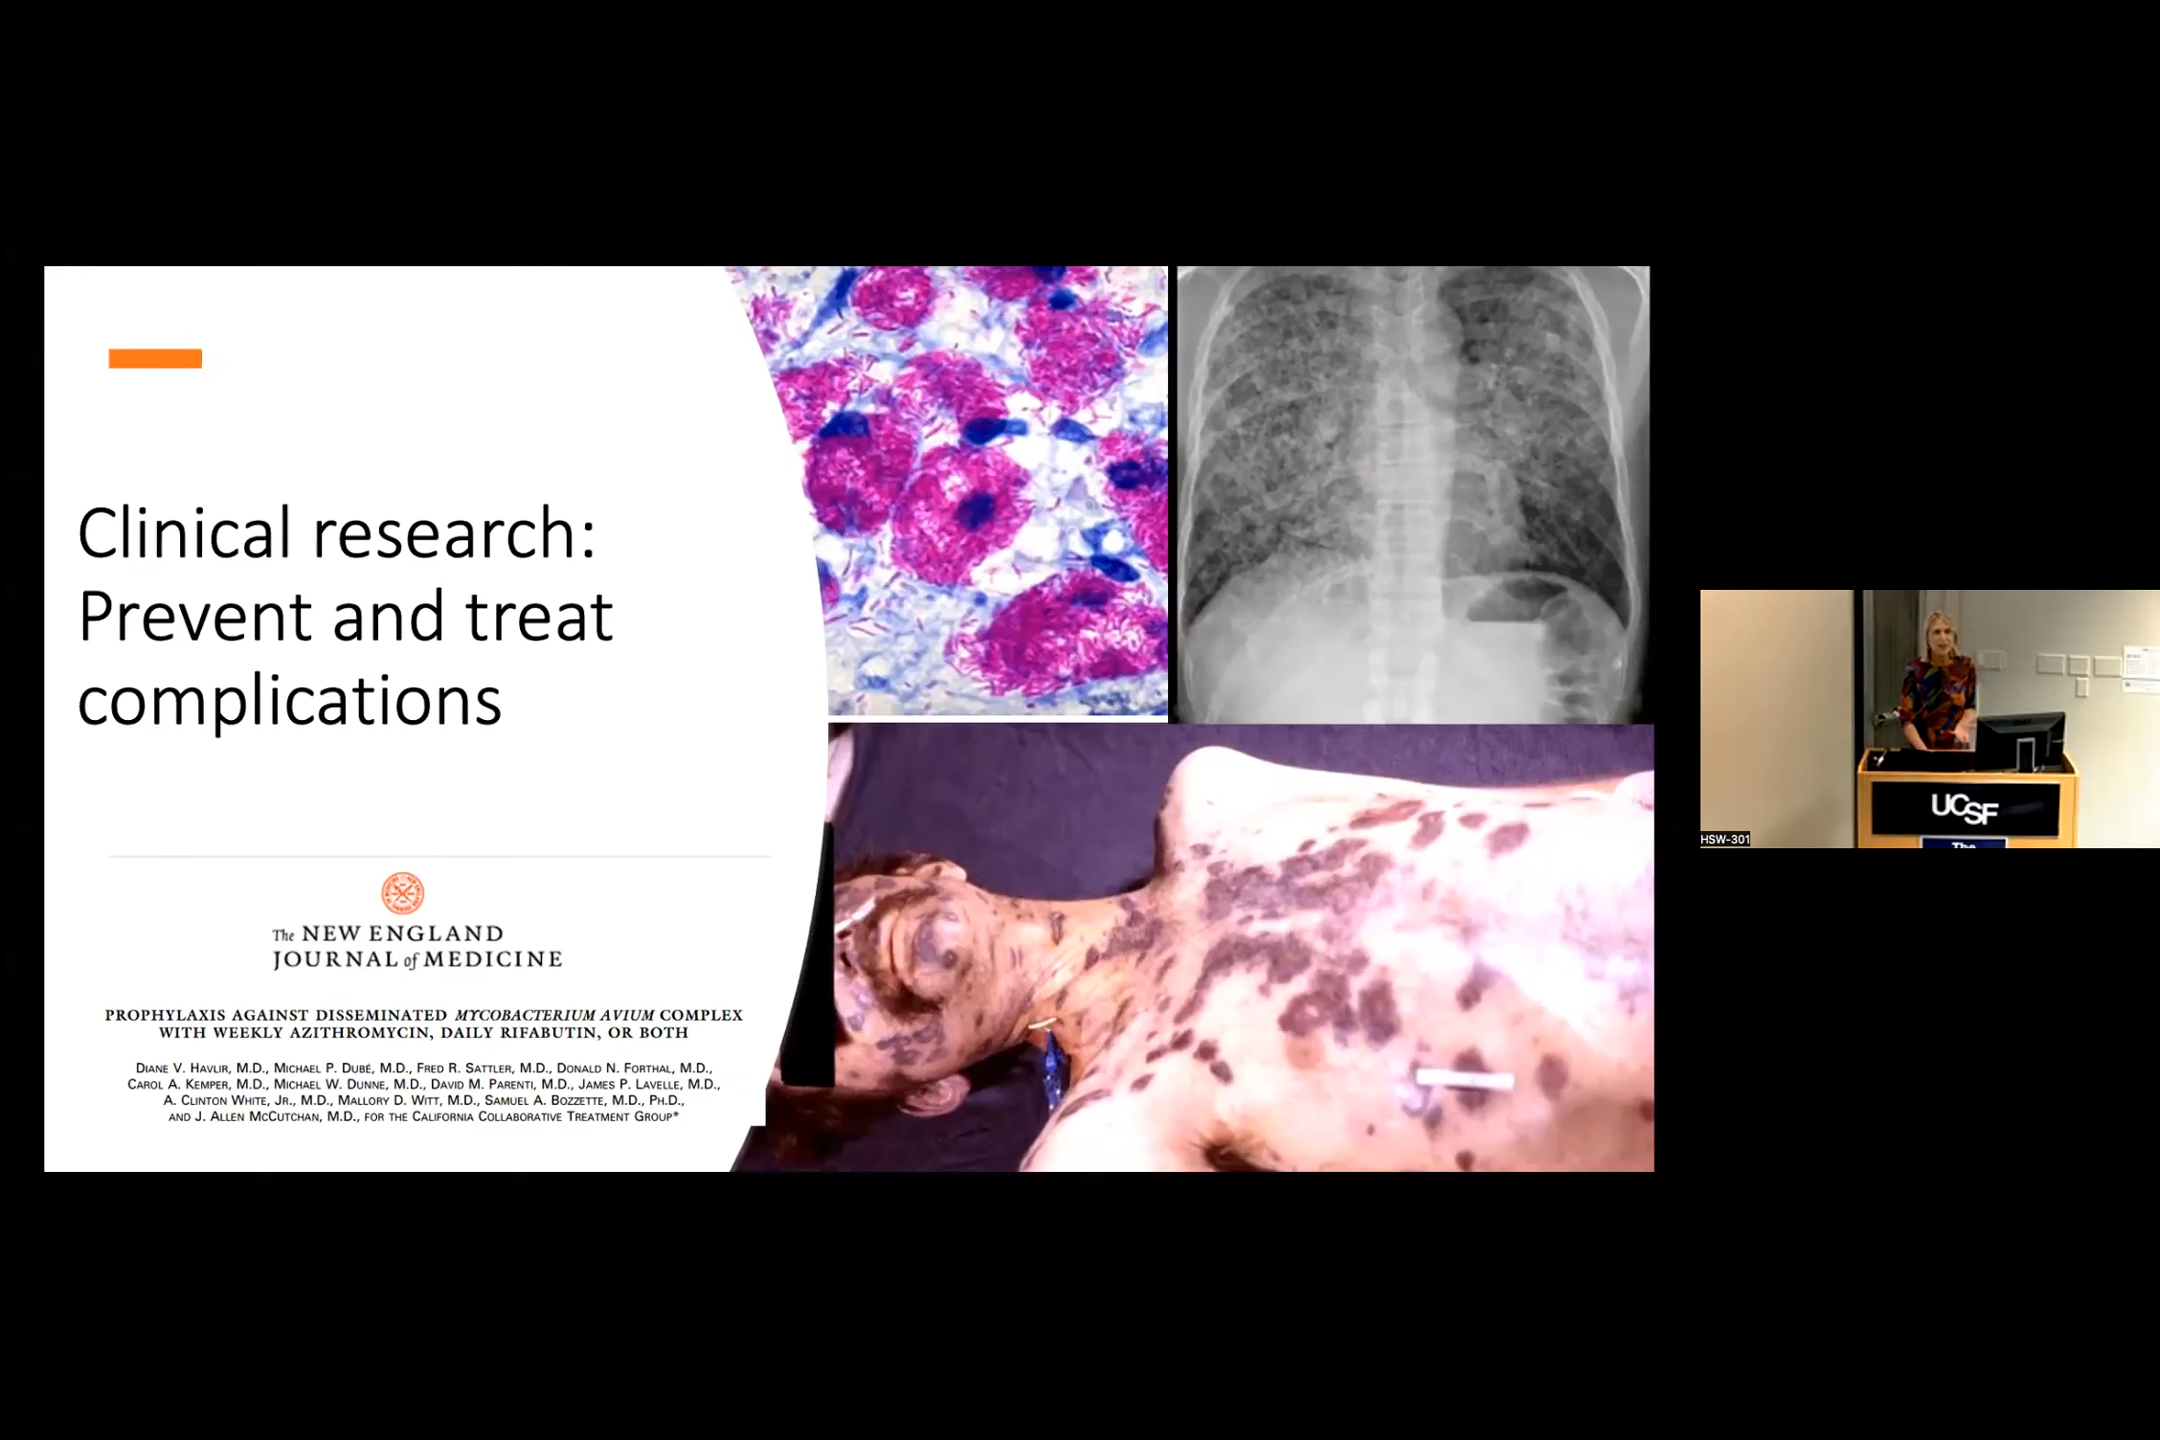 Clinical research:
Prevent and treat
complications
The NEW ENGLAND
JOURNAL of MEDICINE
PROPHYLAXIS AGAINST DISSEMINATED MYCOBACTERIUM AVIUM COMPLEX
WITH WEEKLY AZITHROMYCIN, DAILY RIFABUTIN, OR BOTH
DIANE V. HAVLIR, M.D., MICHAEL P. DUBÉ, M.D., FRED R. SATTLER, M.D., DONALD N. FORTHAL, M.D.,
CAROL A. KEMPER, M.D., MICHAEL W. DUNNE, M.D., DAVID M. PARENTI, M.D., JAMES P. LAVELLE, M.D.,
A. CLINTON WHITE, JR., M.D., MALLORY D. WITT, M.D., SAMUEL A. BOZZETTE, M.D., PH.D.,
AND J. ALLEN MCCUTCHAN, M.D., FOR THE CALIFORNIA COLLABORATIVE TREATMENT GROUP*
UCSF
The
HSW-301